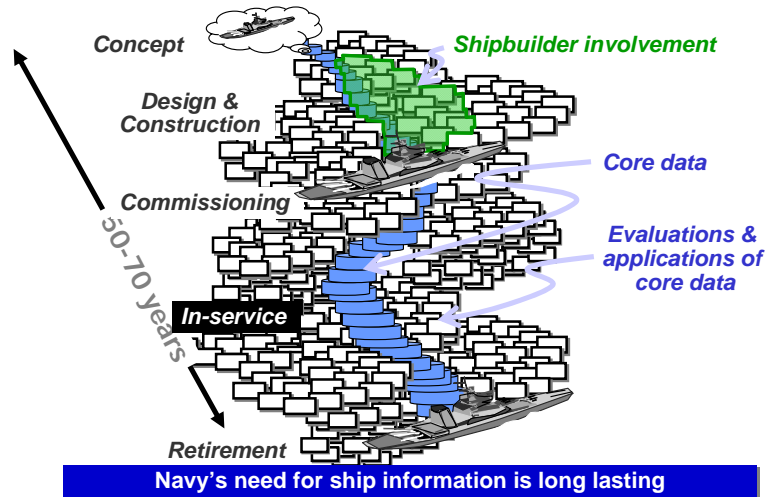 Concept
Shipbuilder involvement
Design &
Construction
Core data
Commissioning
Evaluations &
applications of
core data
50-70 years
In-service
Retirement
Navy's need for ship information is long lasting